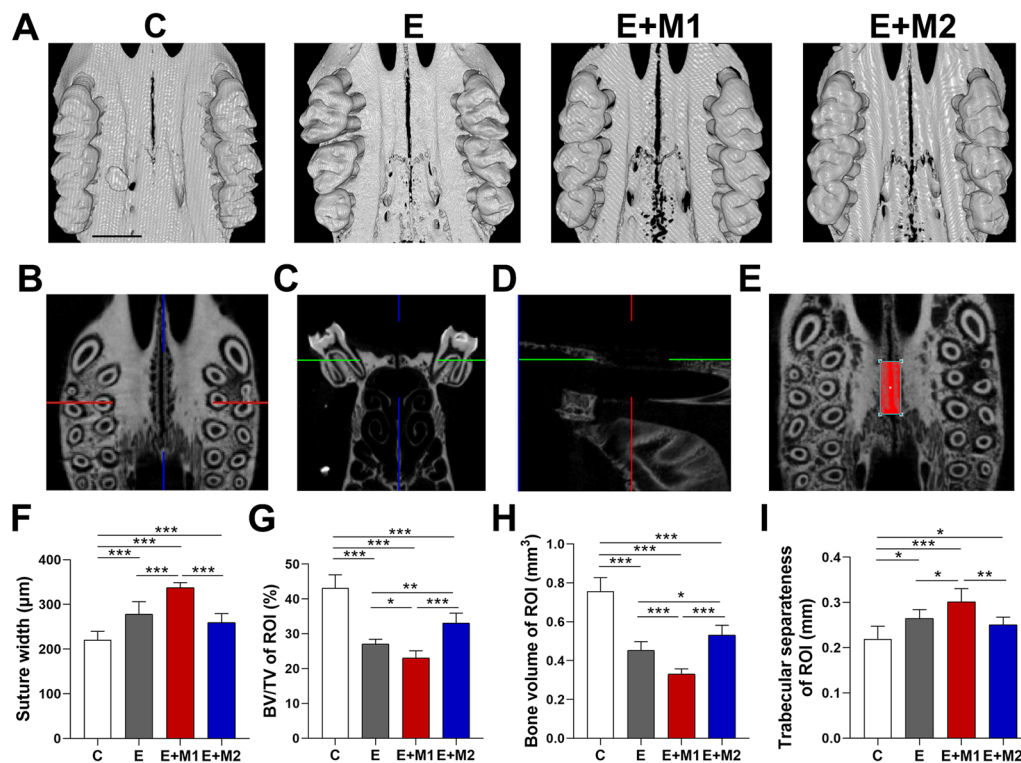 A
C
E
E+M1
E+M2
B
C
D
E
F
***
***
***
***
***
Suture width (μm)
400
300
200
100
0
C
E
E+M1
E+M2
G
***
***
***
**
*
***
BV/TV of ROI (%)
50
40
30
20
10
0
C
E
E+M1
E+M2
H
***
***
***
*
***
***
Bone volume of ROI (mm³)
1.0
0.8
0.6
0.4
0.2
0.0
C
E
E+M1
E+M2
I
*
***
*
*
**
Trabecular separateness
of ROI (mm)
0.4
0.3
0.2
0.1
0.0
C
E
E+M1
E+M2